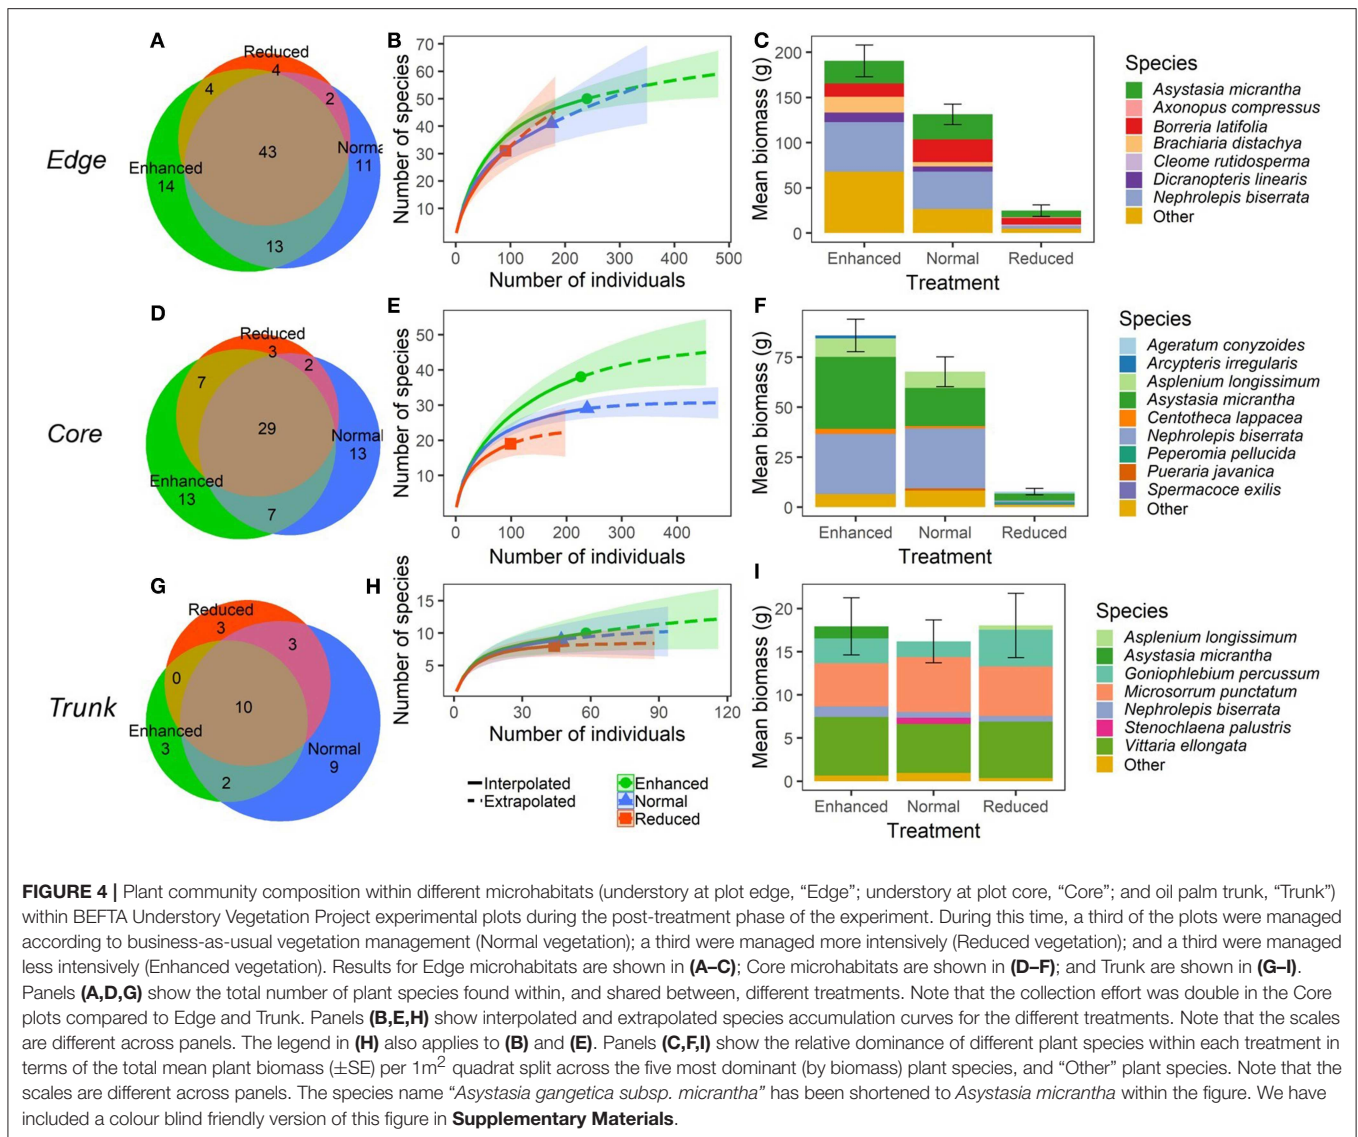 A
Reduced
4
4
2
43
Enhanced
14
Norma
11
13
Edge
B
Number of species
70
60
50
40
30
20
10
0
100
200
300
400
500
Number of individuals
C
Mean biomass (g)
200
150
100
50
0
Enhanced
Normal
Reduced
Treatment
Species
Asystasia micrantha
Axonopus compressus
Borreria latifolia
Brachiaria distachya
Cleome rutidosperma
Dicranopteris linearis
Nephrolepis biserrata
Other
D
Reduced
3
7
2
29
Normal
13
Enhanced
13
7
Core
E
Number of species
50
40
30
20
10
0
100
200
300
400
Number of individuals
F
Mean biomass (g)
75
50
25
0
Enhanced
Normal
Reduced
Treatment
Species
Ageratum conyzoides
Arcypteris irregularis
Asplenium longissimum
Asystasia micrantha
Centotheca lappacea
Nephrolepis biserrata
Peperomia pellucida
Pueraria javanica
Spermacoce exilis
Other
G
Reduced
3
3
0
10
Enhanced
3
Normal
9
2
Trunk
H
Number of species
15
10
5
0
30
60
90
120
Number of individuals
Interpolated
Extrapolated
Enhanced
Normal
Reduced
I
Mean biomass (g)
20
15
10
5
0
Enhanced
Normal
Reduced
Treatment
Species
Asplenium longissimum
Asystasia micrantha
Goniophlebium percussum
Microsorrum punctatum
Nephrolepis biserrata
Stenochlaena palustris
Vittaria ellongata
Other
FIGURE 4 | Plant community composition within different microhabitats (understory at plot edge, “Edge”; understory at plot core, “Core”; and oil palm trunk, “Trunk”)
within BEFTA Understory Vegetation Project experimental plots during the post-treatment phase of the experiment. During this time, a third of the plots were managed
according to business-as-usual vegetation management (Normal vegetation); a third were managed more intensively (Reduced vegetation); and a third were managed
less intensively (Enhanced vegetation). Results for Edge microhabitats are shown in (A–C); Core microhabitats are shown in (D–F); and Trunk are shown in (G–I).
Panels (A,D,G) show the total number of plant species found within, and shared between, different treatments. Note that the collection effort was double in the Core
plots compared to Edge and Trunk. Panels (B,E,H) show interpolated and extrapolated species accumulation curves for the different treatments. Note that the scales
are different across panels. The legend in (H) also applies to (B) and (E). Panels (C,F,I) show the relative dominance of different plant species within each treatment in
terms of the total mean plant biomass (±SE) per 1m² quadrat split across the five most dominant (by biomass) plant species, and “Other” plant species. Note that the
scales are different across panels. The species name “Asystasia gangetica subsp. micrantha” has been shortened to Asystasia micrantha within the figure. We have
included a colour blind friendly version of this figure in Supplementary Materials.